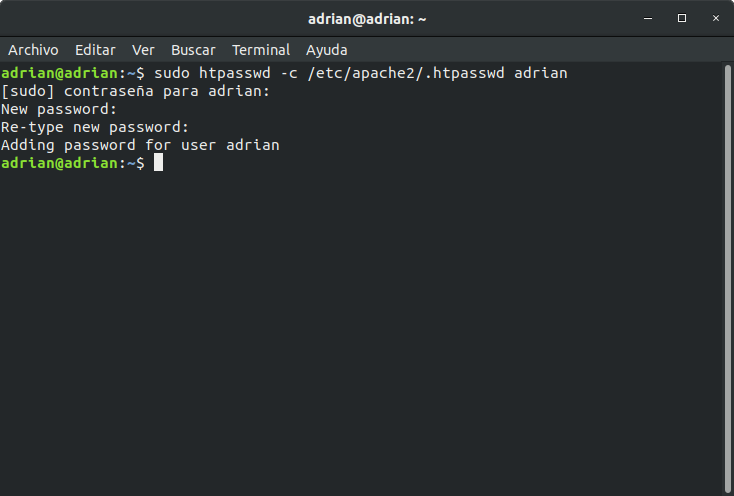 adrian@adrian: ~
Archivo Editar Ver Buscar Terminal Ayuda
adrian@adrian:~$ sudo htpasswd -c /etc/apache2/.htpasswd adrian
[sudo] contraseña para adrian:
New password:
Re-type new password:
Adding password for user adrian
adrian@adrian:~$